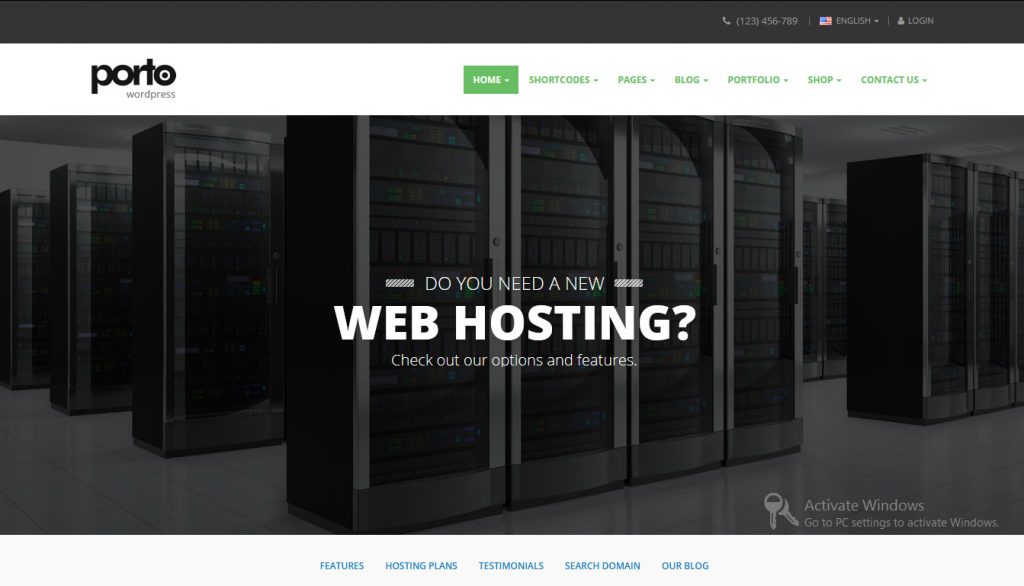 (123) 456-789 | ENGLISH | LOGIN
porto
wordpress
HOME SHORTCODES PAGES BLOG PORTFOLIO SHOP CONTACT US
DO YOU NEED A NEW
WEB HOSTING?
Check out our options and features.
Activate Windows
Go to PC settings to activate Windows.
FEATURES HOSTING PLANS TESTIMONIALS SEARCH DOMAIN OUR BLOG